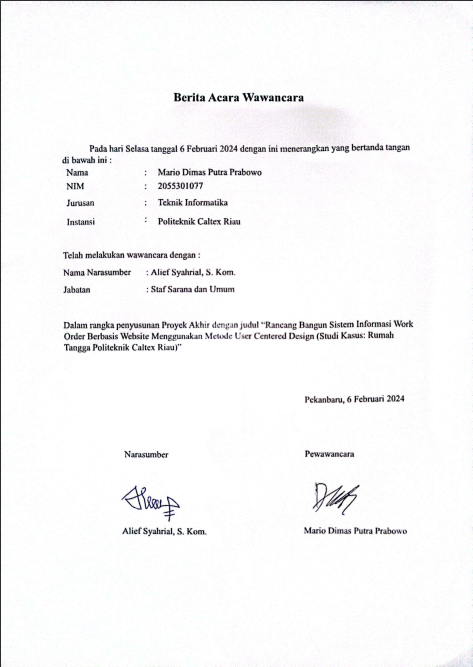 Berita Acara Wawancara
Pada hari Selasa tanggal 6 Februari 2024 dengan ini menerangkan yang bertanda tangan
di bawah ini :
Nama : Mario Dimas Putra Prabowo
NIM : 2055301077
Jurusan : Teknik Informatika
Instansi : Politeknik Caltex Riau
Telah melakukan wawancara dengan :
Nama Narasumber : Alief Syahrial, S. Kom.
Jabatan : Staf Sarana dan Umum
Dalam rangka penyusunan Proyek Akhir dengan judul “Rancang Bangun Sistem Informasi Work
Order Berbasis Website Menggunakan Metode User Centered Design (Studi Kasus: Rumah
Tangga Politeknik Caltex Riau)”
Pekanbaru, 6 Februari 2024
Narasumber Pewawancara
Alief Syahrial, S. Kom. Mario Dimas Putra Prabowo